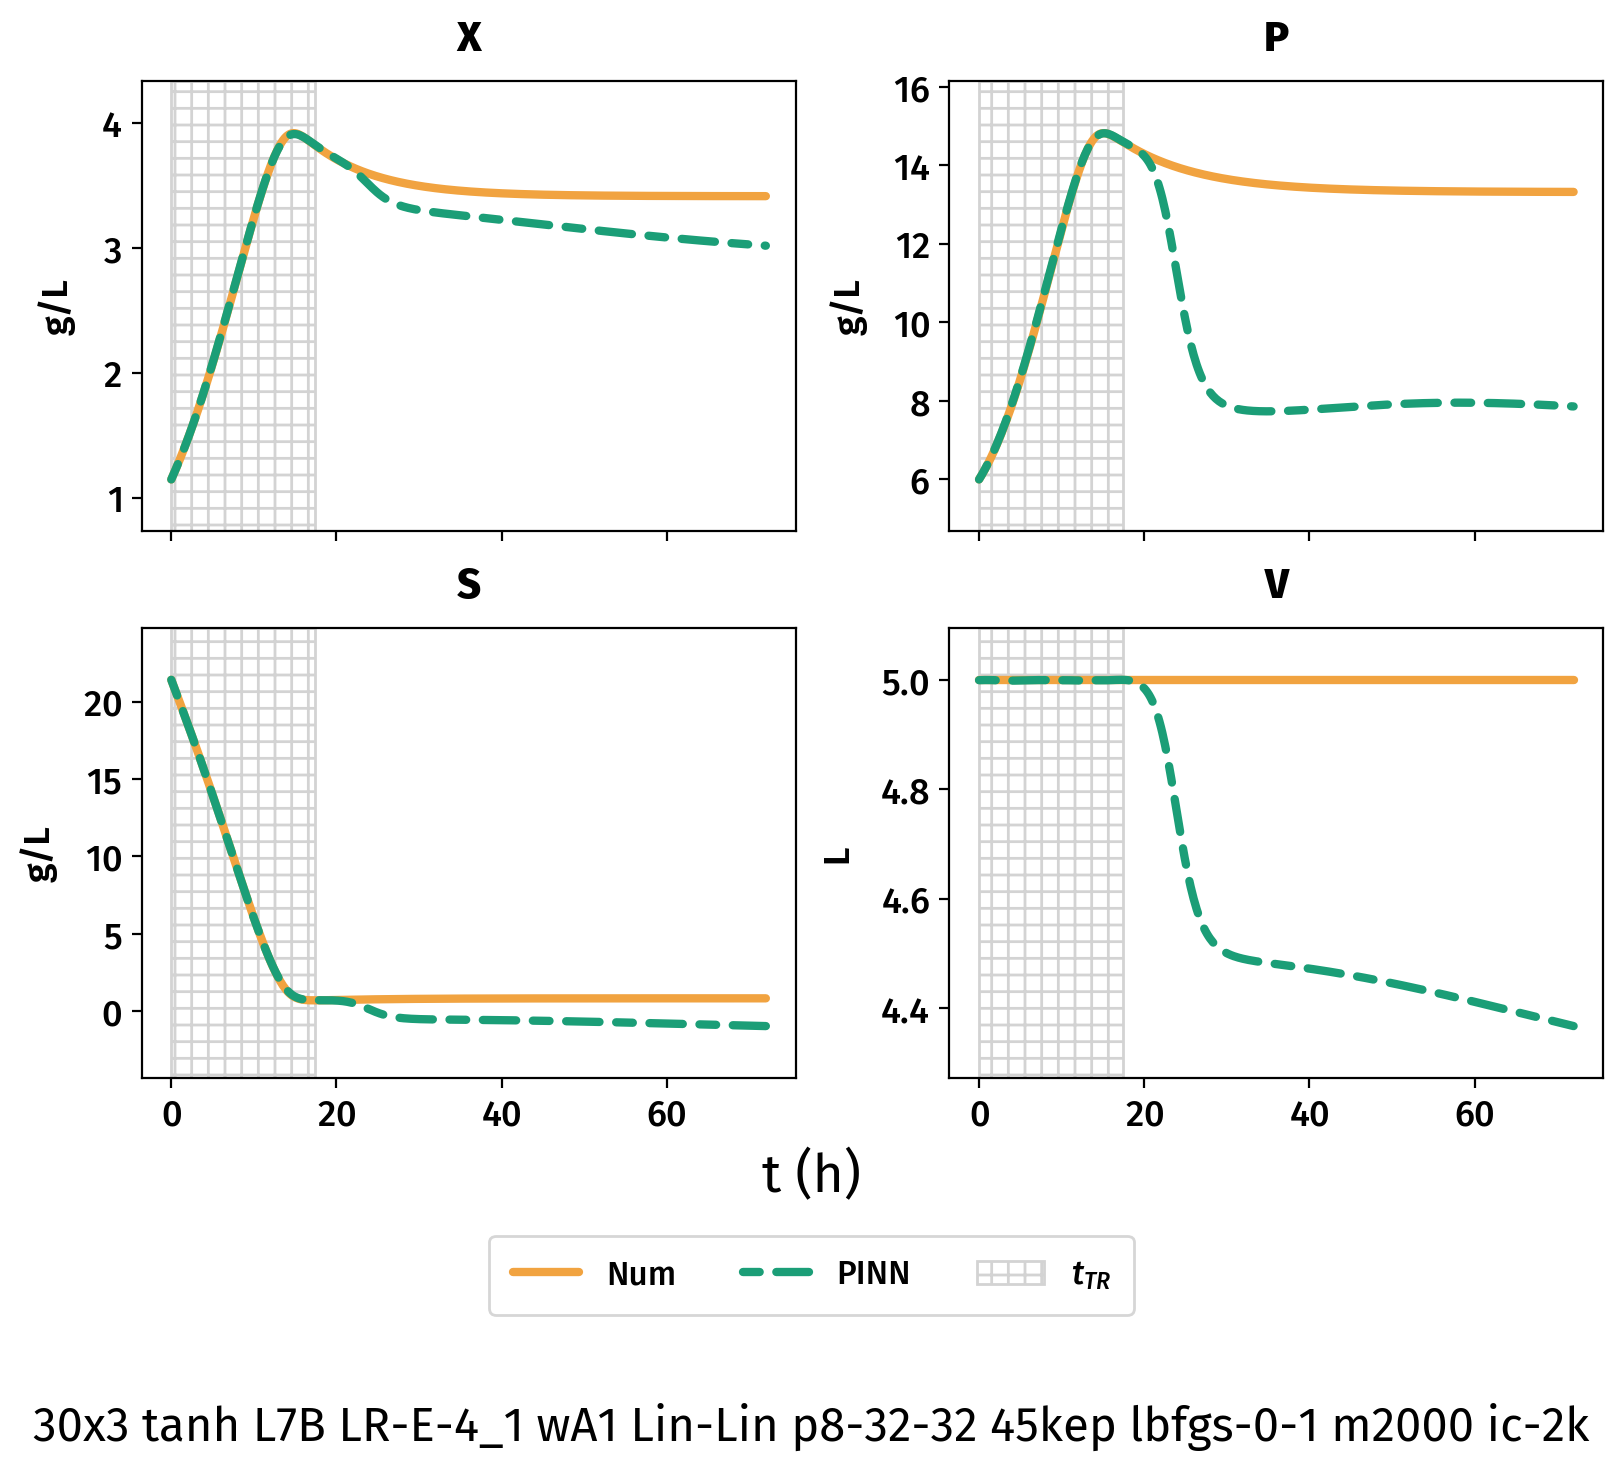 X
4
3
2
1
g/L
P
16
14
12
10
8
6
g/L
S
20
15
10
5
0
g/L
0 20 40 60
V
5.0
4.8
4.6
4.4
L
0 20 40 60
t (h)
Num PINN t_TR
30x3 tanh L7B LR-E-4_1 wA1 Lin-Lin p8-32-32 45kep lbfgs-0-1 m2000 ic-2k